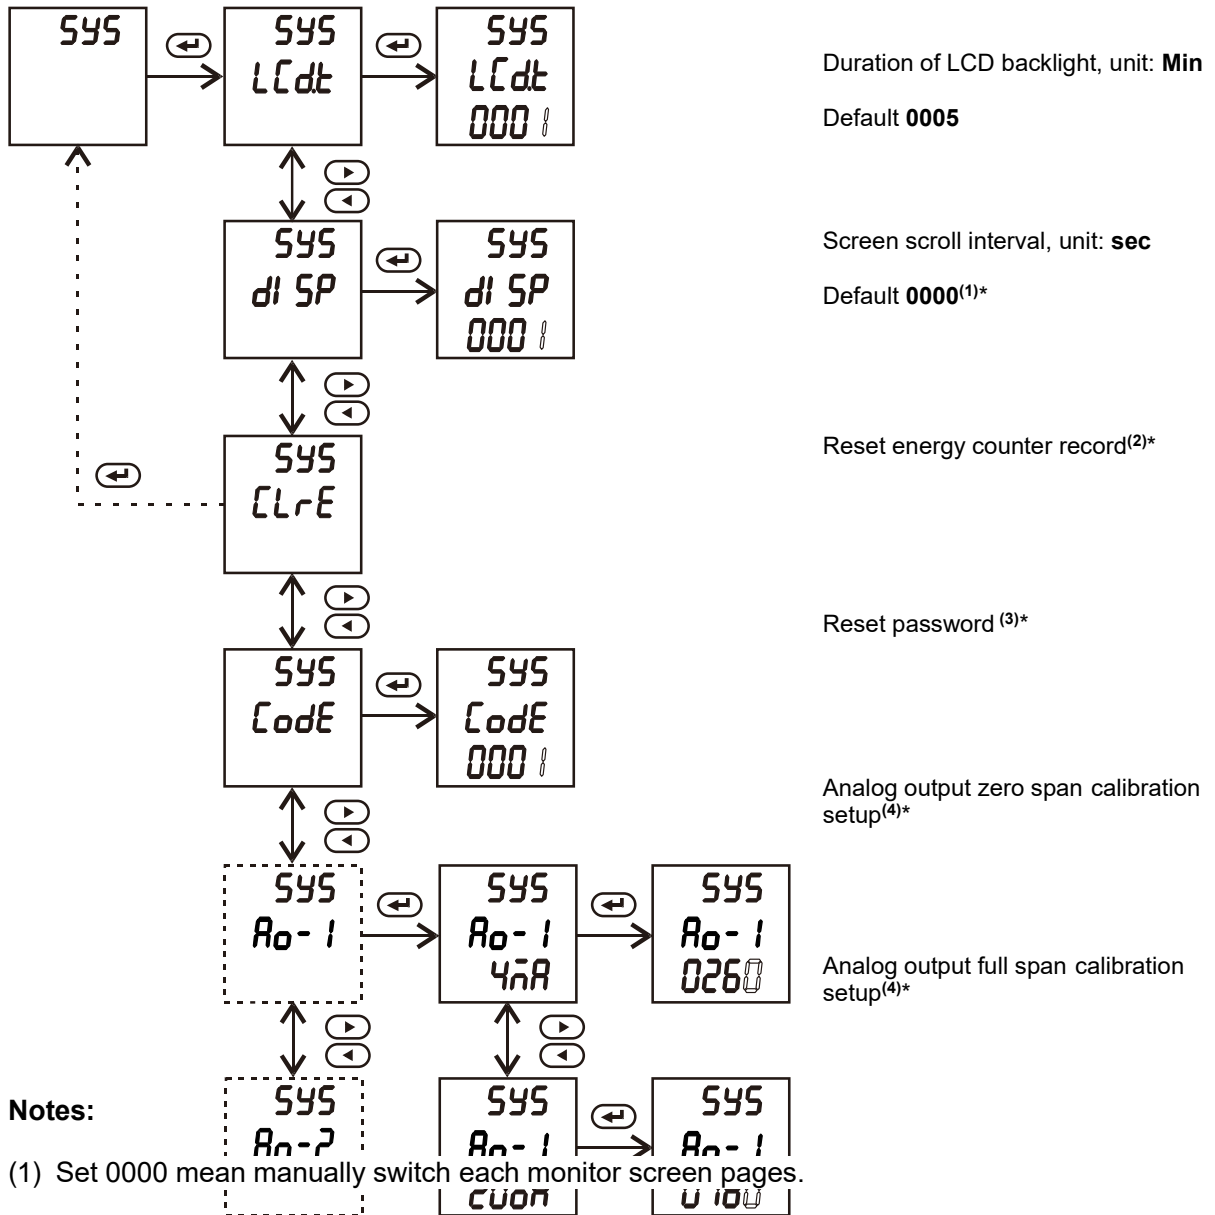 SYS
SYS
LCd.t
SYS
LCd.t
0001
Duration of LCD backlight, unit: Min
Default 0005
SYS
dISP
SYS
dISP
0001
Screen scroll interval, unit: sec
Default 0000(1)*
SYS
CLrE
Reset energy counter record(2)*
SYS
CodE
SYS
CodE
0001
Reset password (3)*
Analog output zero span calibration
setup(4)*
SYS
Ao-1
SYS
Ao-1
4mA
SYS
Ao-1
0260
Analog output full span calibration
setup(4)*
SYS
Ao-2
SYS
Ao-1
SYS
Ao-1
Notes:
(1) Set 0000 mean manually switch each monitor screen pages.